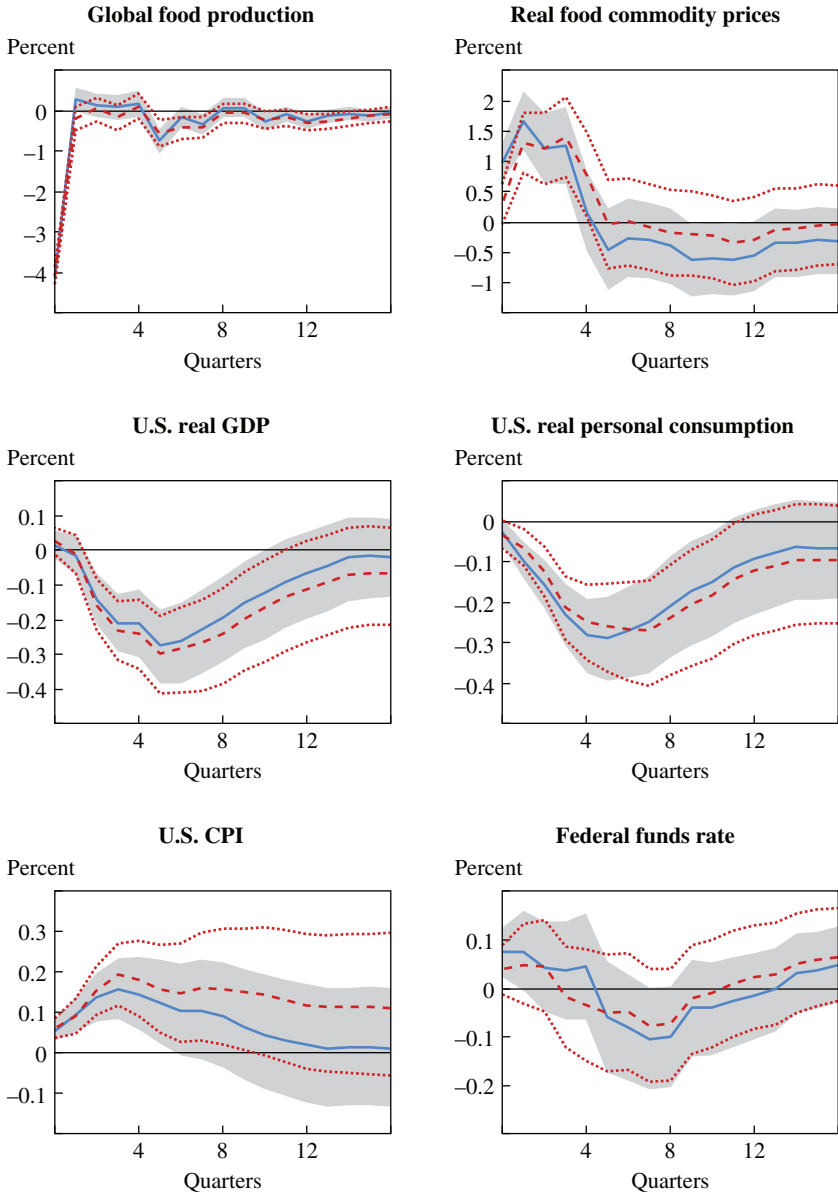 Global food production
Percent
0
−1
−2
−3
−4
4 8 12
Quarters
Real food commodity prices
Percent
2
1.5
1
0.5
0
−0.5
−1
4 8 12
Quarters
U.S. real GDP
Percent
0.1
0
−0.1
−0.2
−0.3
−0.4
4 8 12
Quarters
U.S. real personal consumption
Percent
0
−0.1
−0.2
−0.3
−0.4
4 8 12
Quarters
U.S. CPI
Percent
0.3
0.2
0.1
0
−0.1
4 8 12
Quarters
Federal funds rate
Percent
0.1
0
−0.1
−0.2
4 8 12
Quarters